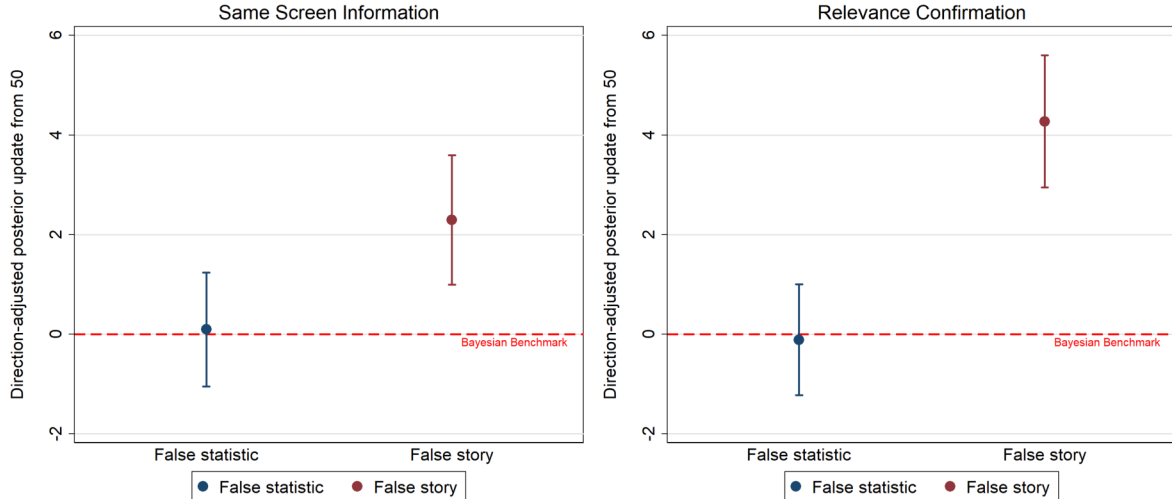 Same Screen Information
Direction-adjusted posterior update from 50
6
4
2
0
-2
Bayesian Benchmark
False statistic
False story
False statistic
False story
Relevance Confirmation
Direction-adjusted posterior update from 50
6
4
2
0
-2
Bayesian Benchmark
False statistic
False story
False statistic
False story